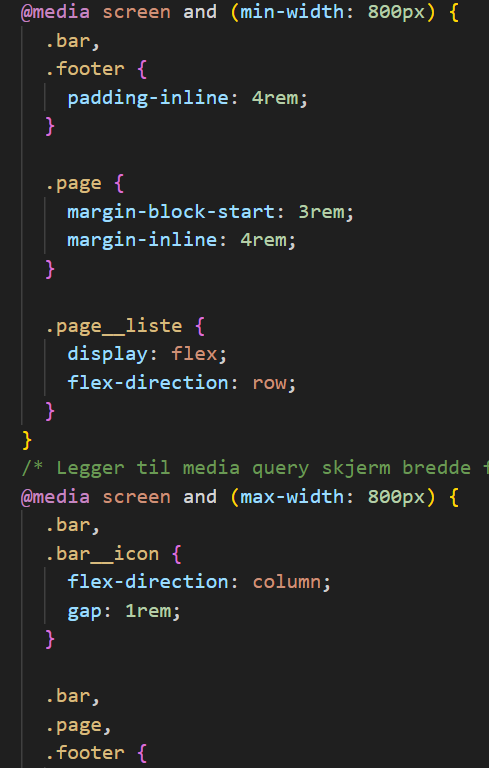 @media screen and (min-width: 800px) {
.bar,
.footer {
padding-inline: 4rem;
}
.page {
margin-block-start: 3rem;
margin-inline: 4rem;
}
.page__liste {
display: flex;
flex-direction: row;
}
}
/* Legger til media query skjerm bredde
@media screen and (max-width: 800px) {
.bar,
.bar__icon {
flex-direction: column;
gap: 1rem;
}
.bar,
.page,
.footer {